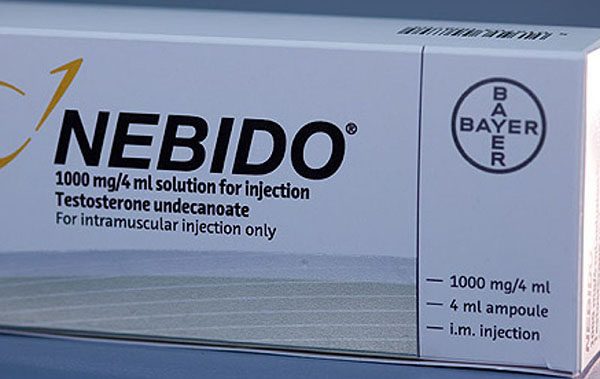 NEBIDO®
1000 mg/4 ml solution for injection
Testosterone undecanoate
For intramuscular injection only
BAYER
BAYER
— 1000 mg/4 ml
— 4 ml ampoule
— i.m. injection